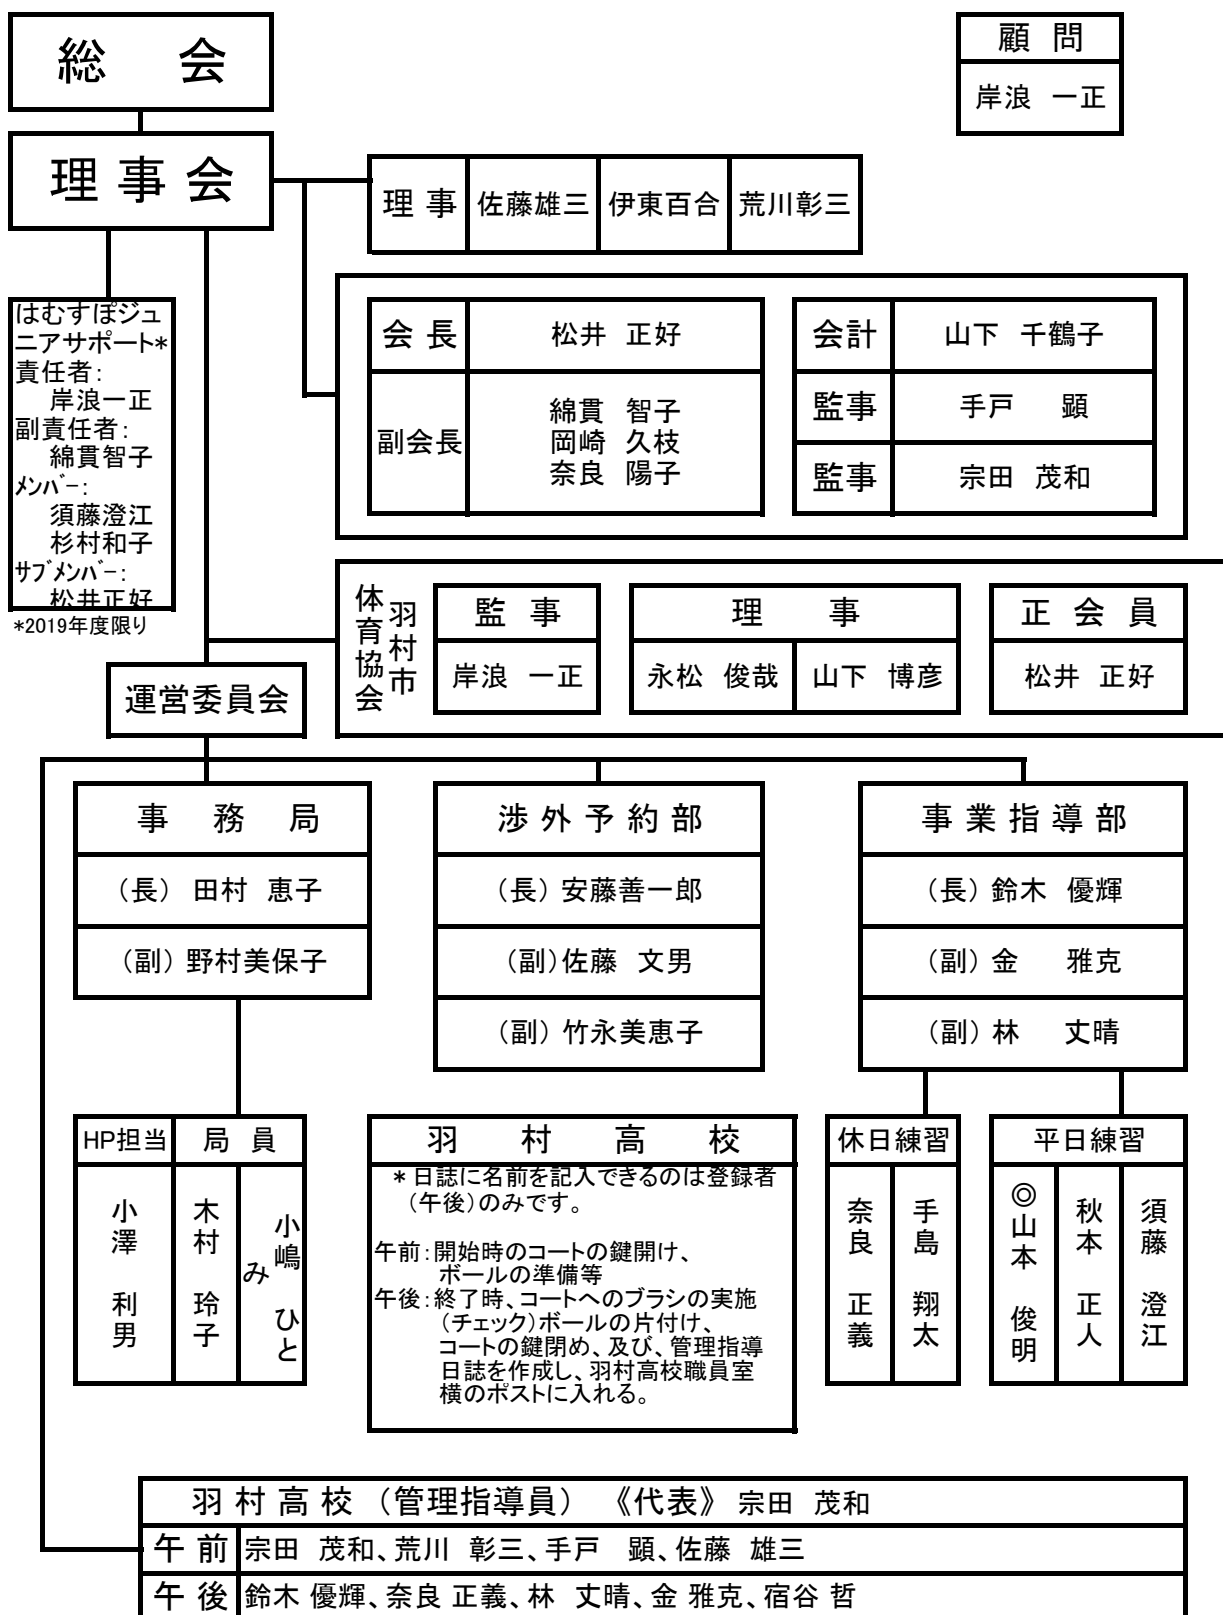 総　会
顧　問
岸浪　一正
理 事 会
理 事　佐藤雄三　伊東百合　荒川彰三
はむすぽジュ
ニアサポート*
責任者：
岸浪一正
副責任者：
綿貫智子
ﾒﾝﾊﾞｰ：
須藤澄江
杉村和子
ｻﾌﾞﾒﾝﾊﾞｰ：
松井正好
*2019年度限り
会 長　松井　正好
副会長
綿貫　智子
岡崎　久枝
奈良　陽子
会計　山下　千鶴子
監事　手戸　顕
監事　宗田　茂和
羽村市
体育協会
監　事
岸浪　一正
理　事
永松　俊哉　山下　博彦
正 会 員
松井　正好
運営委員会
事　務　局
（長） 田村　恵子
（副） 野村美保子
渉 外 予 約 部
（長） 安藤善一郎
（副）佐藤　文男
（副） 竹永美恵子
事 業 指 導 部
（長） 鈴木　優輝
（副） 金　雅克
（副） 林　丈晴
HP担当
小澤　利男
局 員
木村　玲子
小嶋　ひとみ
羽　村　高　校
＊日誌に名前を記入できるのは登録者
（午後）のみです。
午前：開始時のコートの鍵開け、
ボールの準備等
午後：終了時、コートへのブラシの実施
（チェック）ボールの片付け、
コートの鍵閉め、及び、管理指導
日誌を作成し、羽村高校職員室
横のポストに入れる。
休日練習
奈良　正義
手島　翔太
平日練習
◎山本　俊明
秋本　正人
須藤　澄江
羽 村 高 校 （管理指導員） 《代表》 宗田　茂和
午 前　宗田　茂和、荒川　彰三、手戸　顕、佐藤　雄三
午 後　鈴木 優輝、奈良 正義、林　丈晴、金 雅克、宿谷 哲